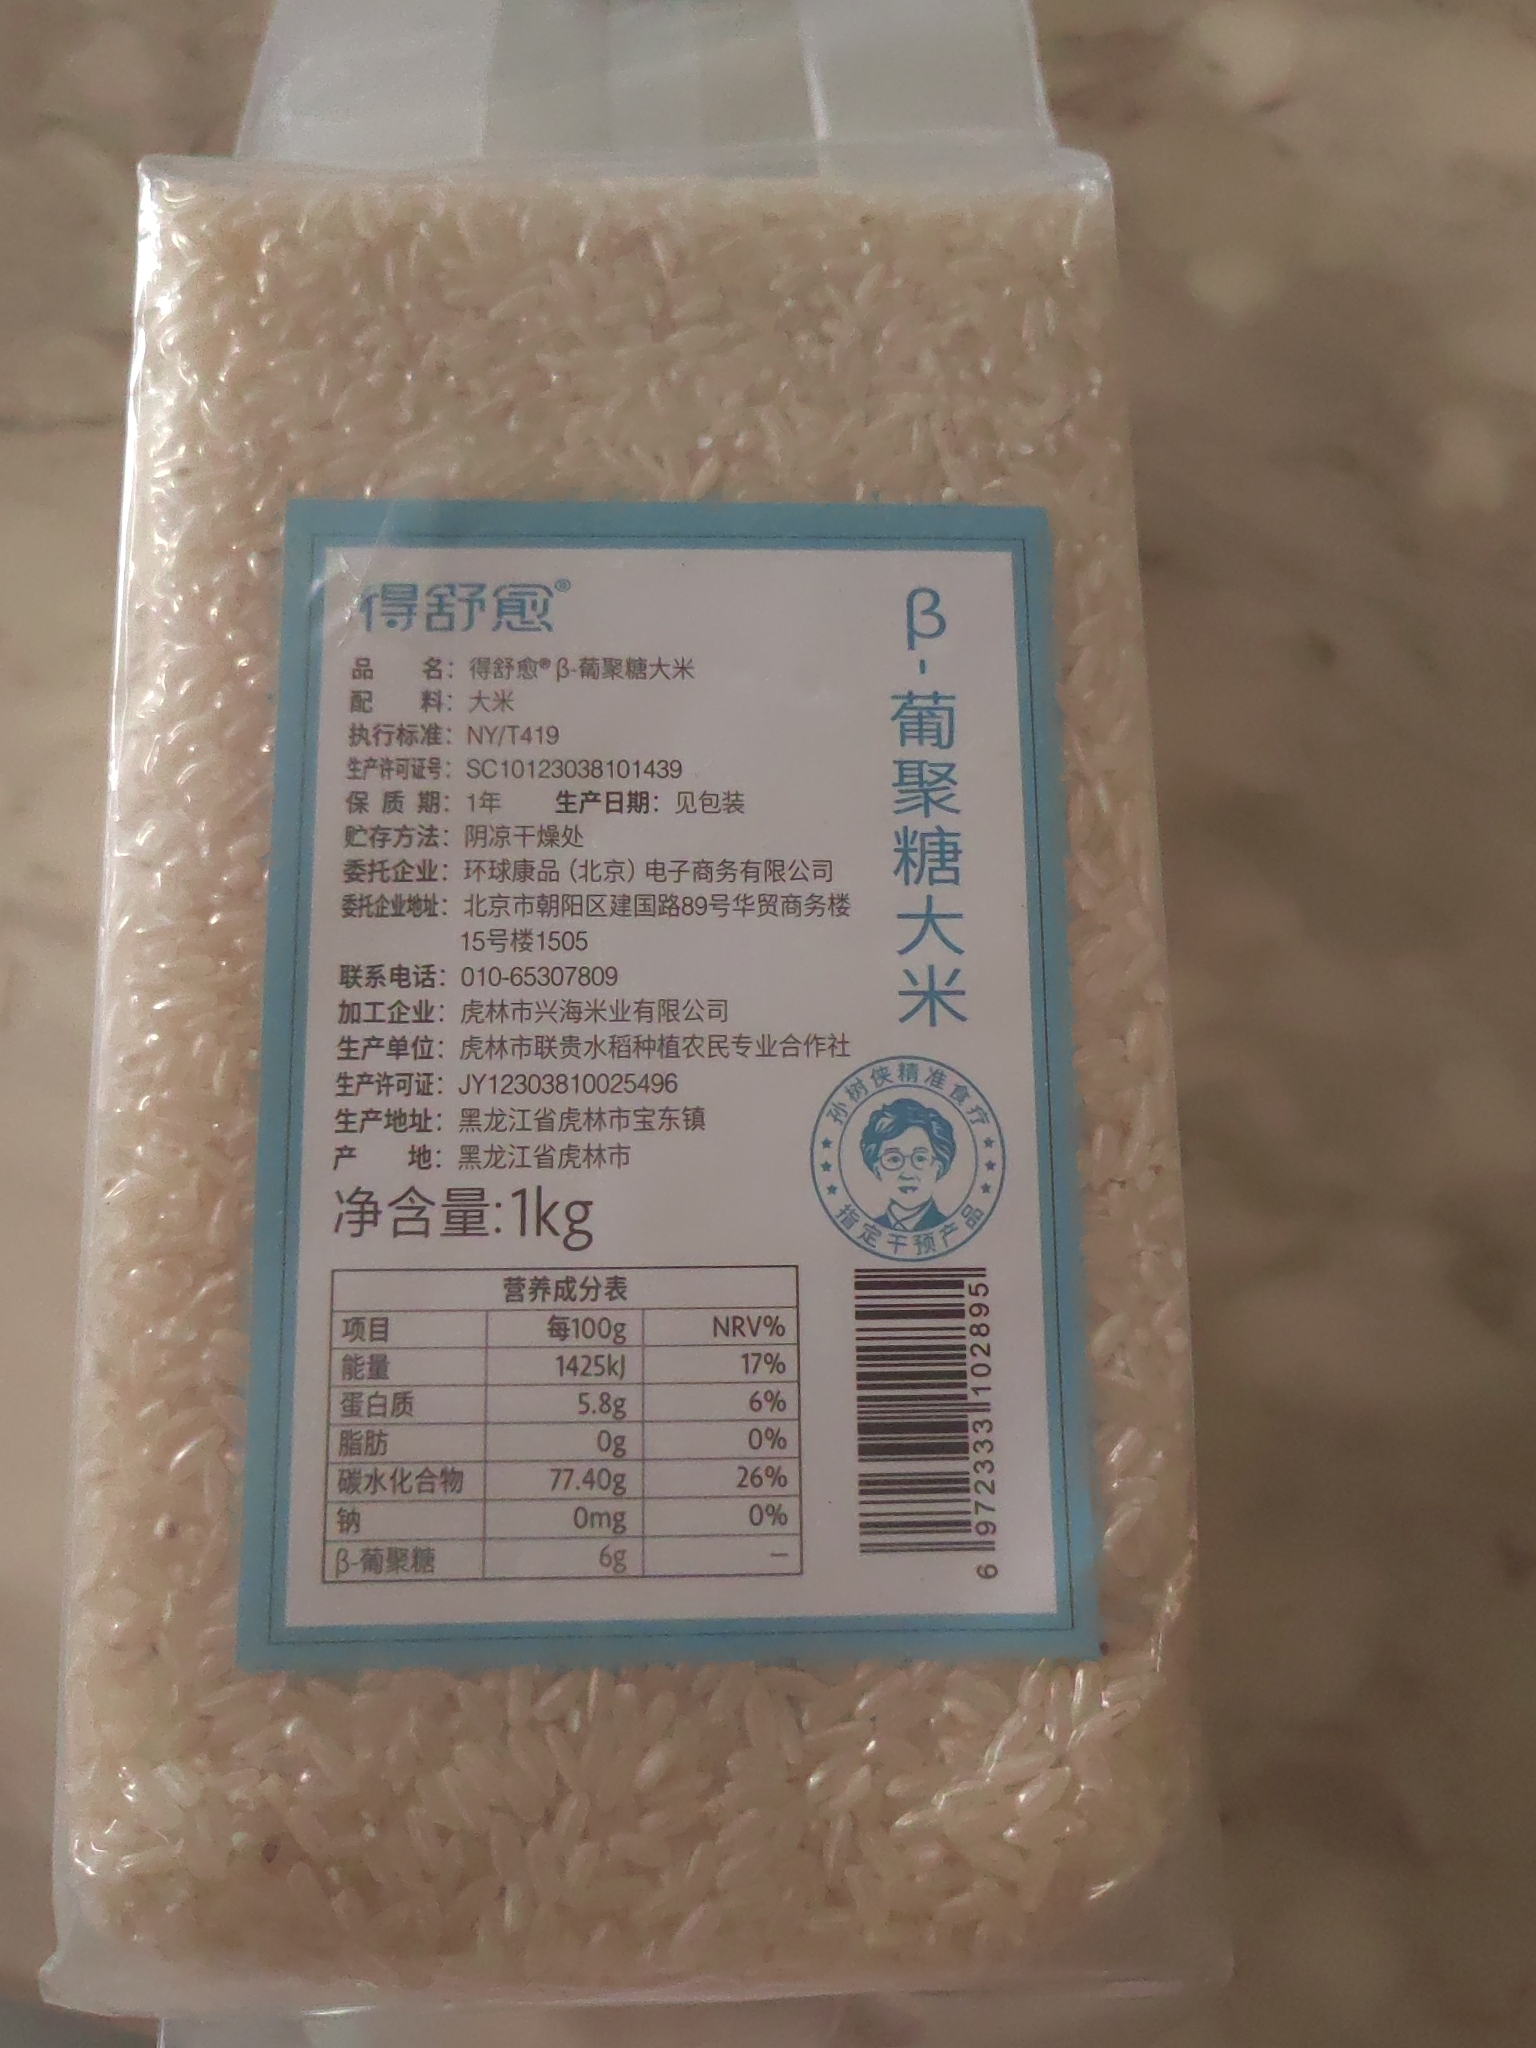 得舒愈®
品 名：得舒愈®β-葡聚糖大米
配 料：大米
执行标准：NY/T419
生产许可证号：SC10123038101439
保 质 期：1年 生产日期：见包装
贮存方法：阴凉干燥处
委托企业：环球康品（北京）电子商务有限公司
委托企业地址：北京市朝阳区建国路89号华贸商务楼
15号楼1505
联系电话：010-65307809
加工企业：虎林市兴海米业有限公司
生产单位：虎林市联贵水稻种植农民专业合作社
生产许可证：JY12303810025496
生产地址：黑龙江省虎林市宝东镇
产 地：黑龙江省虎林市
净含量:1kg
营养成分表
项目 每100g NRV%
能量 1425kJ 17%
蛋白质 5.8g 6%
脂肪 0g 0%
碳水化合物 77.40g 26%
钠 0mg 0%
β-葡聚糖 6g —
β-葡聚糖大米
孙树侠精准食疗
指定干预产品
6 972333 1028951